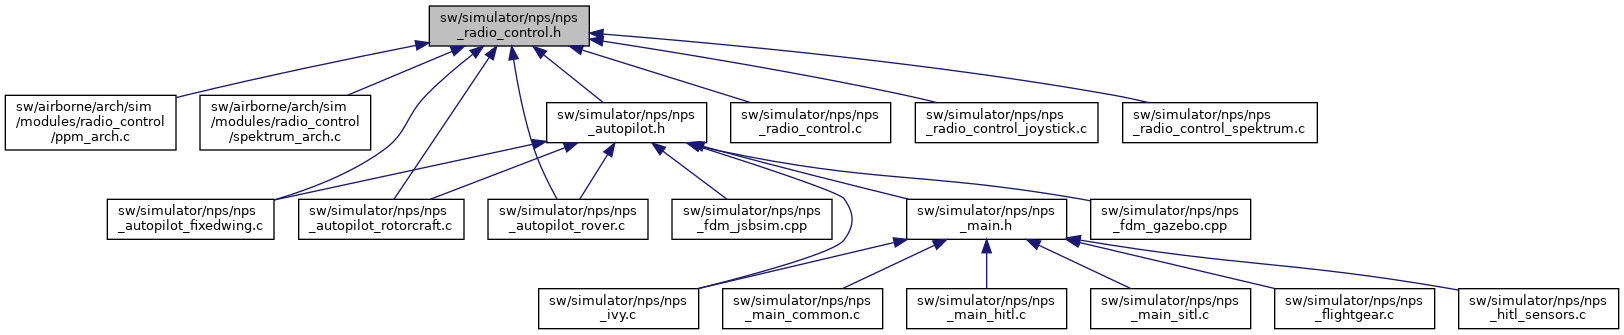 sw/simulator/nps/nps
_radio_control.h
sw/airborne/arch/sim
/modules/radio_control
/ppm_arch.c
sw/airborne/arch/sim
/modules/radio_control
/spektrum_arch.c
sw/simulator/nps/nps
_autopilot.h
sw/simulator/nps/nps
_radio_control.c
sw/simulator/nps/nps
_radio_control_joystick.c
sw/simulator/nps/nps
_radio_control_spektrum.c
sw/simulator/nps/nps
_autopilot_fixedwing.c
sw/simulator/nps/nps
_autopilot_rotorcraft.c
sw/simulator/nps/nps
_autopilot_rover.c
sw/simulator/nps/nps
_fdm_jsbsim.cpp
sw/simulator/nps/nps
_main.h
sw/simulator/nps/nps
_fdm_gazebo.cpp
sw/simulator/nps/nps
_ivy.c
sw/simulator/nps/nps
_main_common.c
sw/simulator/nps/nps
_main_hitl.c
sw/simulator/nps/nps
_main_sitl.c
sw/simulator/nps/nps
_flightgear.c
sw/simulator/nps/nps
_hitl_sensors.c